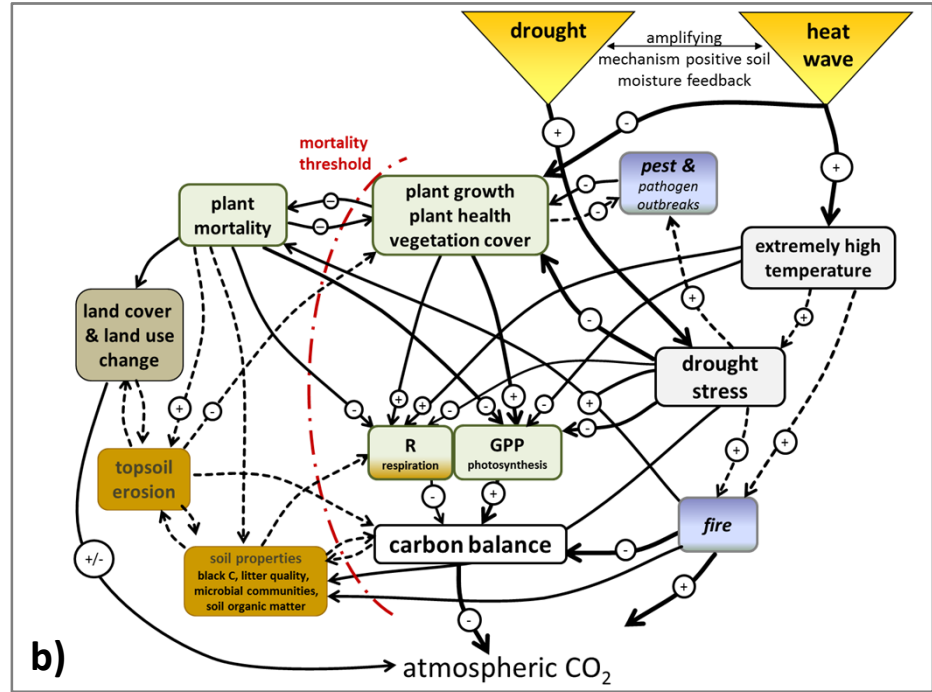 drought
heat
wave
amplifying
mechanism positive soil
moisture feedback
+
-
+
mortality
threshold
plant
mortality
-
-
plant growth
plant health
vegetation cover
-
-
pest &
pathogen
outbreaks
extremely high
temperature
land cover
& land use
change
+
+
-
drought
stress
+
-
-
+
+
-
-
+
-
-
+
+
R
respiration
GPP
photosynthesis
topsoil
erosion
-
+
fire
carbon balance
-
+/-
soil properties
black C, litter quality,
microbial communities,
soil organic matter
+
-
b)
atmospheric CO₂